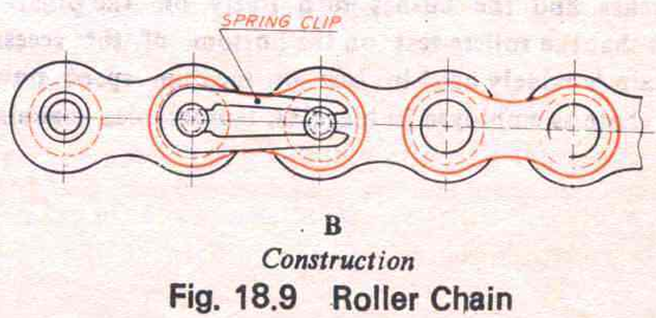 SPRING CLIP
B
Construction
Fig. 18.9 Roller Chain